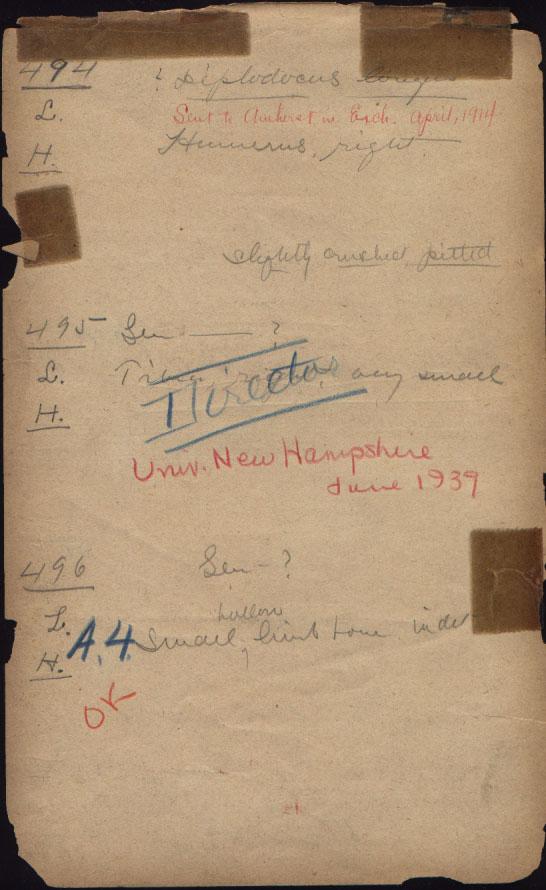 494 ? Diplodocus longus
L. Sent to Amherst in Exch. April, 1914
H. Humerus, right.
slightly crushed, pitted
495 Gen ——— ?
L. Tibia, very small
H. Director
Univ. New Hampshire
June 1939
496 Gen - ?
hollow
L. A.4. Small, limb bone indet
H.
OK
21